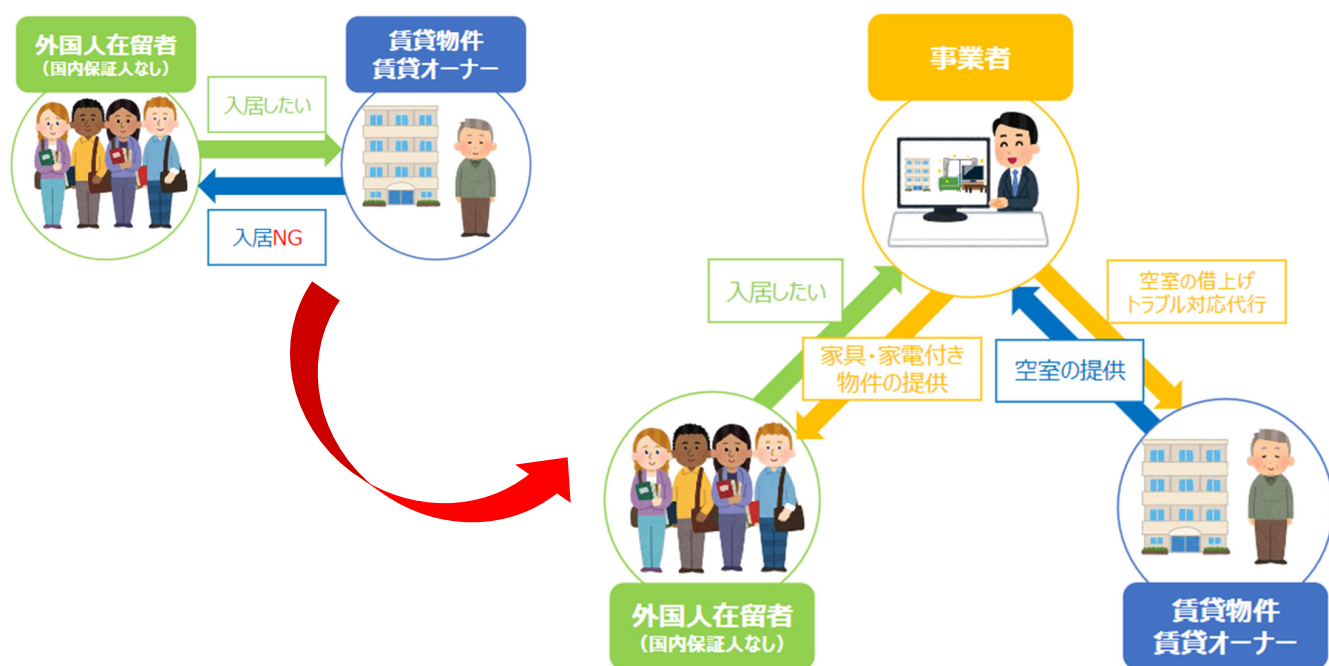 外国人在留者
（国内保証人なし）
賃貸物件
賃貸オーナー
入居したい
入居NG
事業者
入居したい
家具・家電付き
物件の提供
空室の提供
空室の借上げ
トラブル対応代行
外国人在留者
（国内保証人なし）
賃貸物件
賃貸オーナー